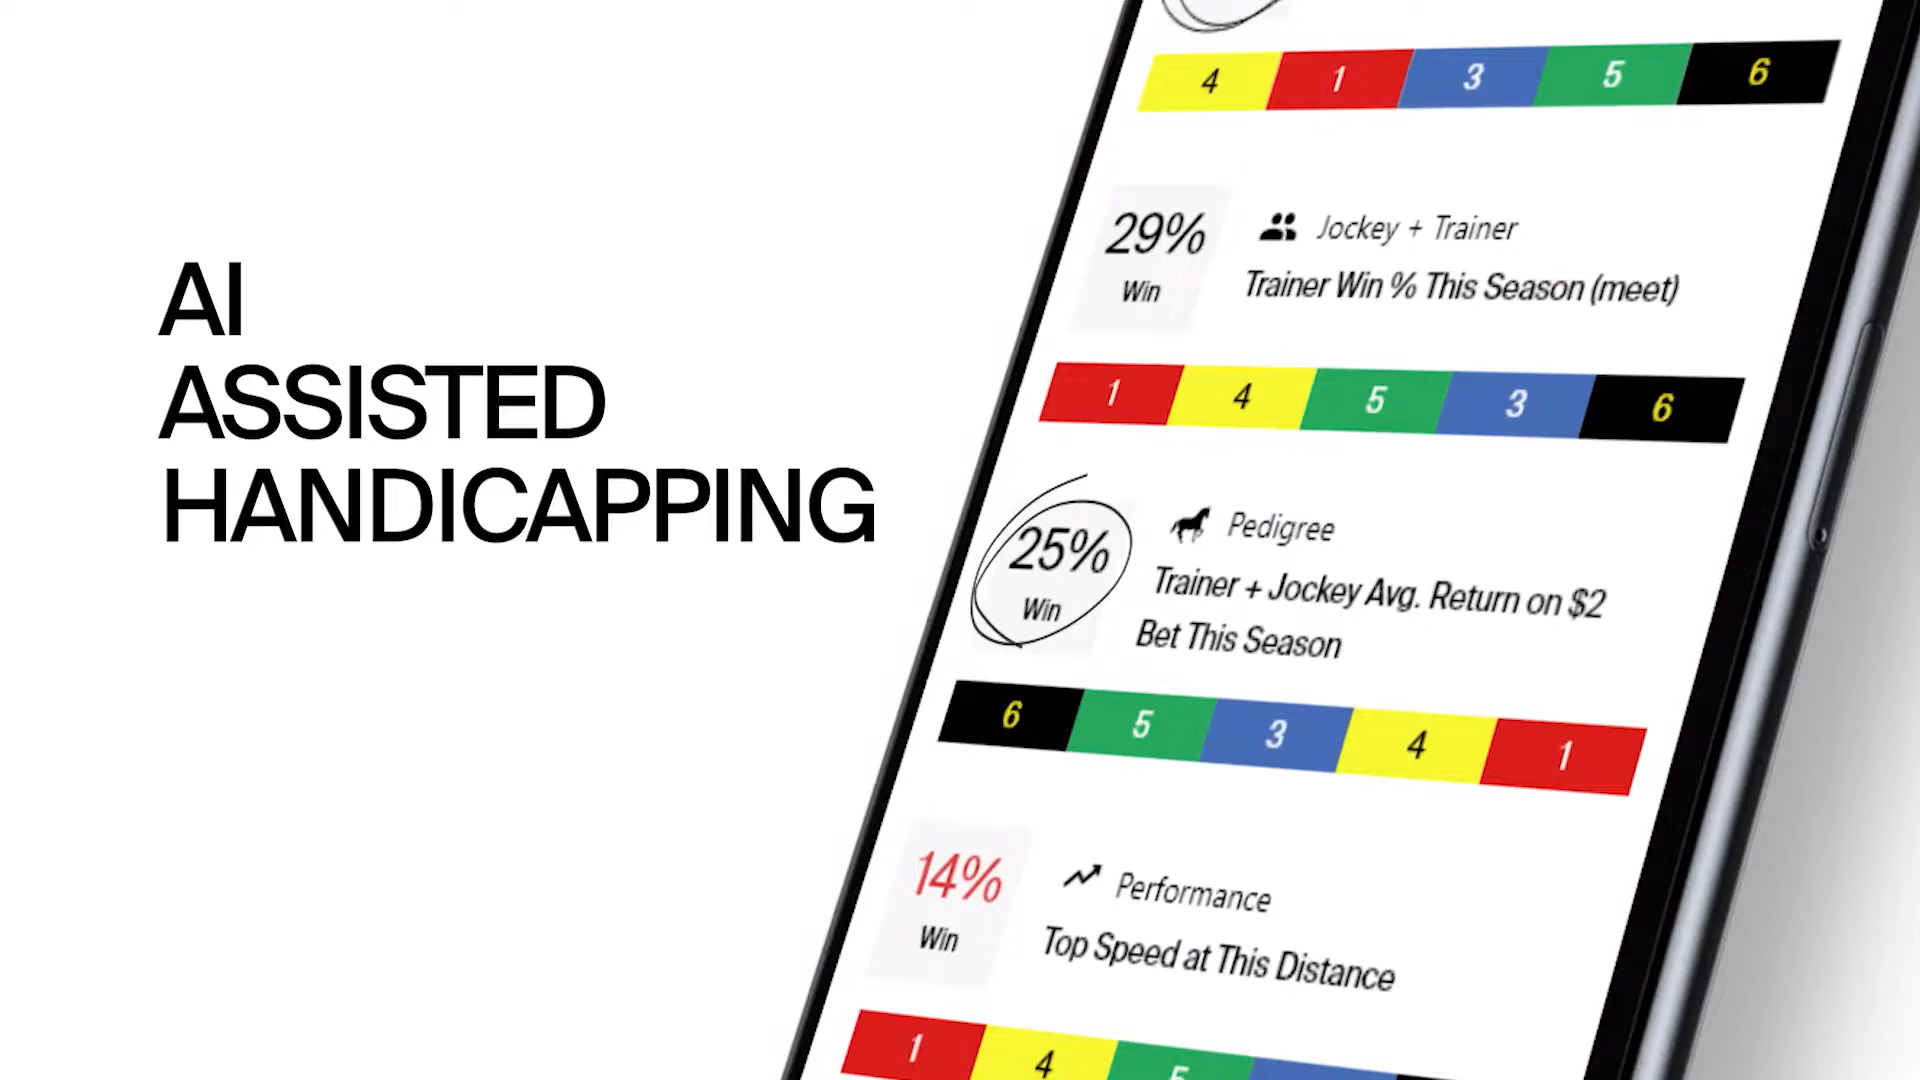 AI
ASSISTED
HANDICAPPING
4 1 3 5 6
29%
Win
Jockey + Trainer
Trainer Win % This Season (meet)
1 4 5 3 6
25%
Win
Pedigree
Trainer + Jockey Avg. Return on $2
Bet This Season
6 5 3 4 1
14%
Win
Performance
Top Speed at This Distance
1 4 5